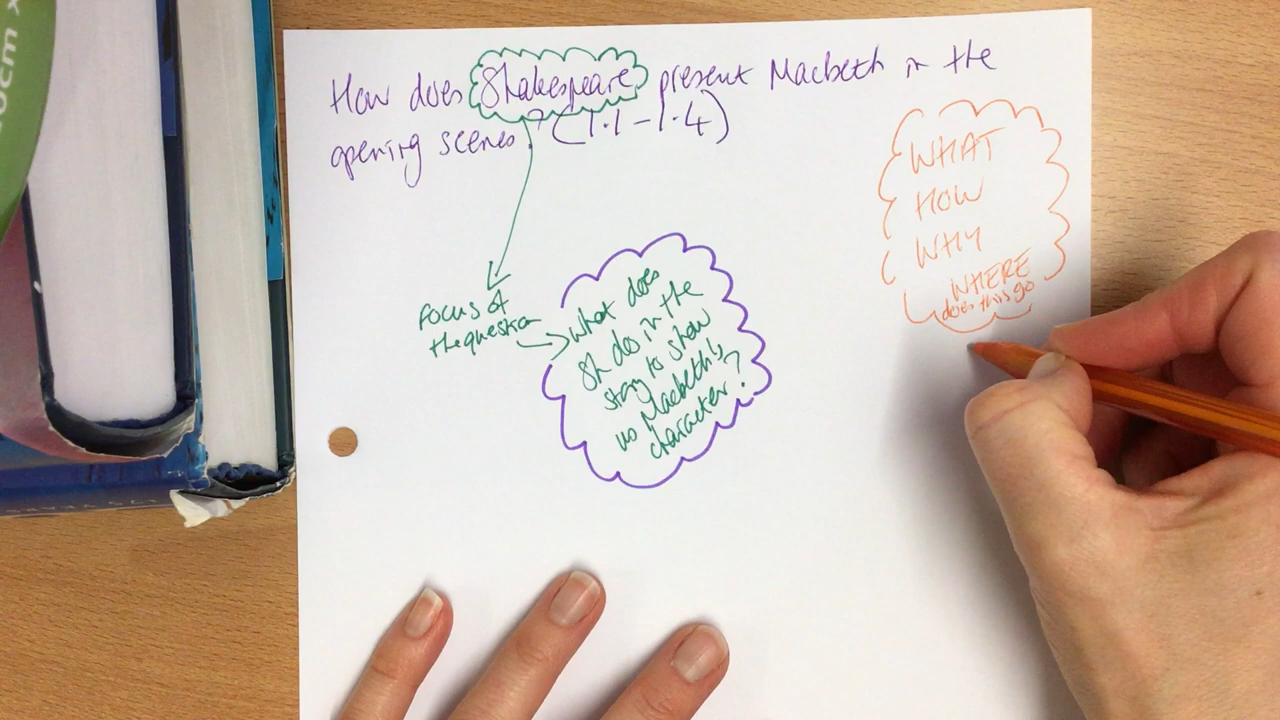 How does Shakespeare present Macbeth in the
opening scenes? (1.1 - 1.4)
WHAT
HOW
WHY
WHERE
does this go
focus of
the question
what does
Sh do in the
story to show
us Macbeth's
character?
0cm x